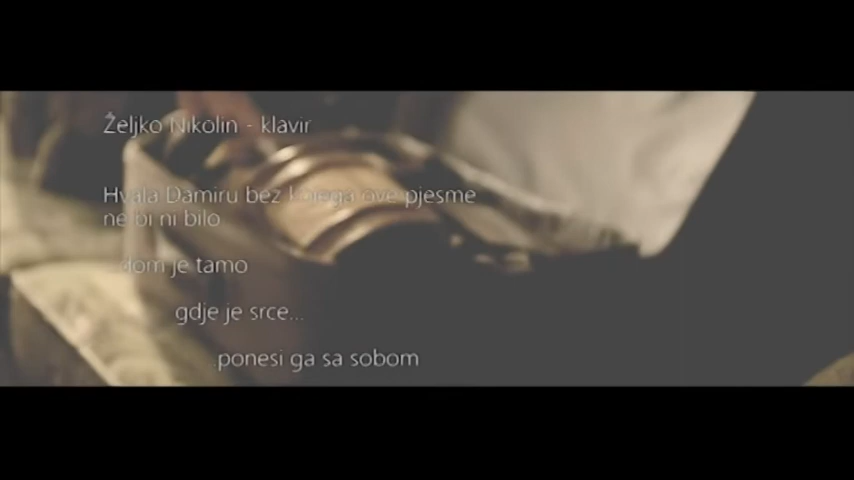 Željko Nikolin - klavir
Hvala Damiru bez kojega ove pjesme
ne bi ni bilo
...dom je tamo
gdje je srce...
...ponesi ga sa sobom